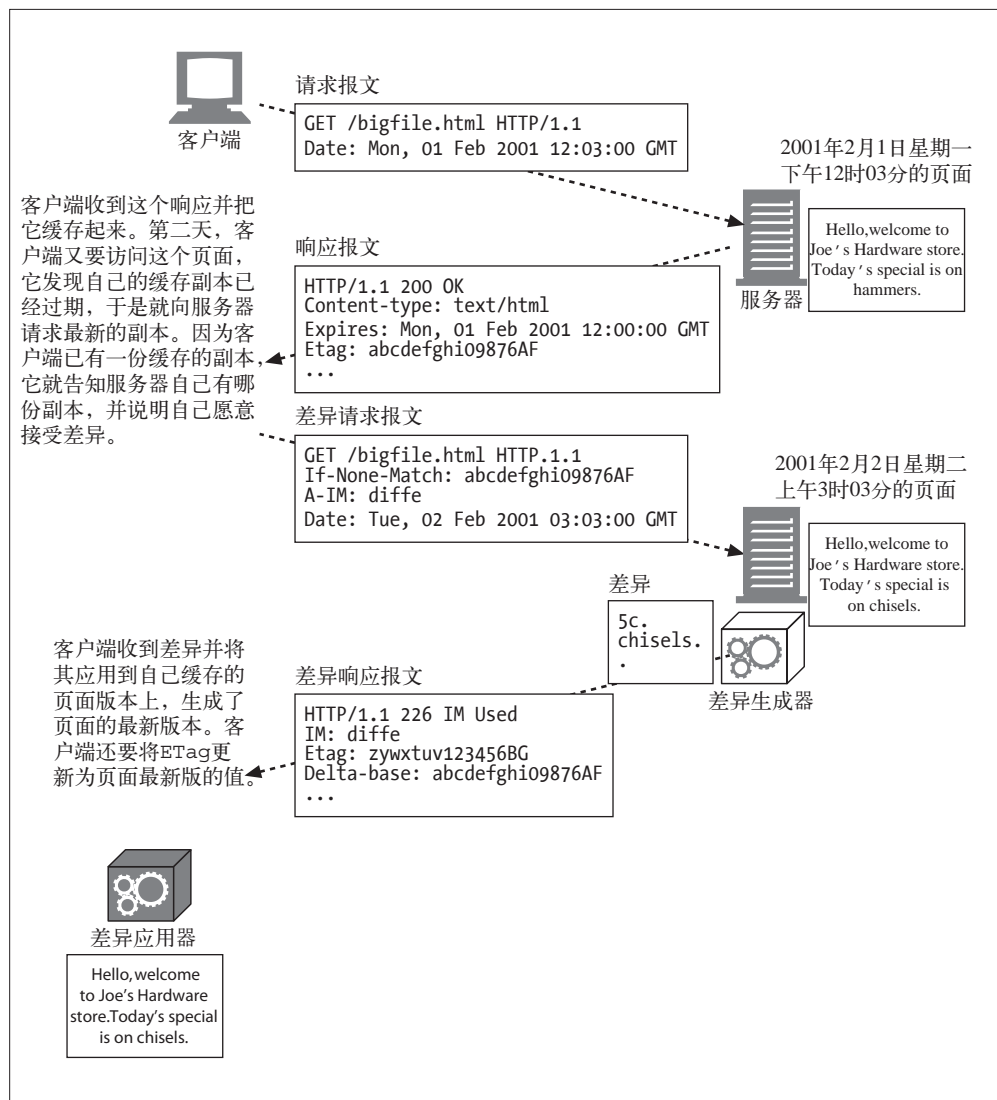 请求报文
GET /bigfile.html HTTP/1.1
Date: Mon, 01 Feb 2001 12:03:00 GMT
客户端
2001年2月1日星期一
下午12时03分的页面
Hello,welcome to
Joe's Hardware store.
Today's special is on
hammers.
服务器
客户端收到这个响应并把
它缓存起来。第二天，客
户端又要访问这个页面，
它发现自己的缓存副本已
经过期，于是就向服务器
请求最新的副本。因为客
户端已有一份缓存的副本，
它就告知服务器自己有哪
份副本，并说明自己愿意
接受差异。
响应报文
HTTP/1.1 200 OK
Content-type: text/html
Expires: Mon, 01 Feb 2001 12:00:00 GMT
Etag: abcdefghi09876AF
...
差异请求报文
GET /bigfile.html HTTP.1.1
If-None-Match: abcdefghi09876AF
A-IM: diffe
Date: Tue, 02 Feb 2001 03:03:00 GMT
2001年2月2日星期二
上午3时03分的页面
Hello,welcome to
Joe's Hardware store.
Today's special is
on chisels.
差异
5c.
chisels.
.
差异生成器
客户端收到差异并将
其应用到自己缓存的
页面版本上，生成了
页面的最新版本。客
户端还要将ETag更
新为页面最新版的值。
差异响应报文
HTTP/1.1 226 IM Used
IM: diffe
Etag: zywxtuv123456BG
Delta-base: abcdefghi09876AF
...
差异应用器
Hello,welcome
to Joe's Hardware
store.Today's special
is on chisels.